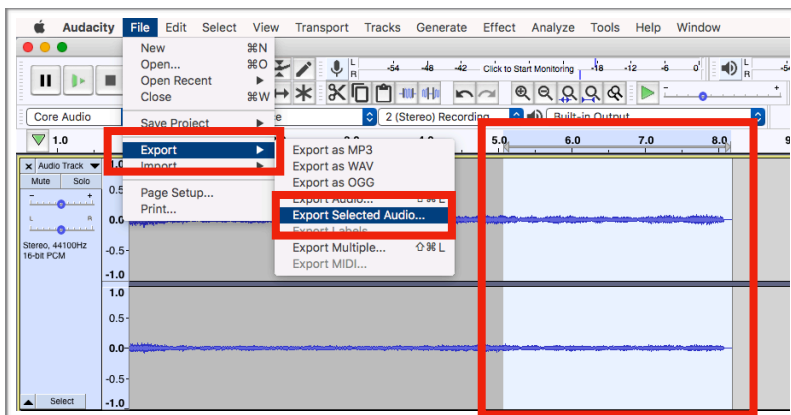 Audacity File Edit Select View Transport Tracks Generate Effect Analyze Tools Help Window
New ⌘N
Open... ⌘O
Open Recent ▶
Close ⌘W
Save Project ▶
Export ▶
Import ▶
Page Setup...
Print...
Export as MP3
Export as WAV
Export as OGG
Export Audio... ⇧⌘E
Export Selected Audio...
Export Labels...
Export Multiple... ⇧⌘L
Export MIDI...
L
R
-54 -48 -42 Click to Start Monitoring -18 -12 -6 0
L
R
Core Audio
2 (Stereo) Recording
Built-in Output
1.0 5.0 6.0 7.0 8.0 9
x Audio Track ▼
Mute Solo
- +
L R
Stereo, 44100Hz
16-bit PCM
Select
1.0
0.5
0.0
-0.5
-1.0
1.0
0.5
0.0
-0.5
-1.0